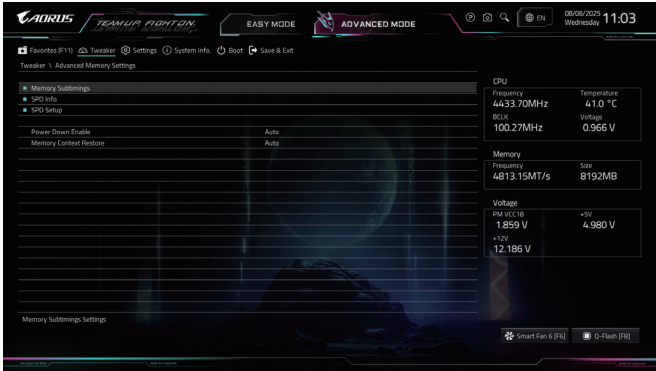 AORUS
TEAM UP. FIGHT ON.
EASY MODE
ADVANCED MODE
EN
08/06/2025
Wednesday
11:03
Favorites (F11)
Tweaker
Settings
System Info.
Boot
Save & Exit
Tweaker \ Advanced Memory Settings
Memory Subtimings
SPD Info
SPD Setup
Power Down Enable Auto
Memory Context Restore Auto
CPU
Frequency Temperature
4433.70MHz 41.0 °C
BCLK Voltage
100.27MHz 0.966 V
Memory
Frequency Size
4813.15MT/s 8192MB
Voltage
PM VCC18 +5V
1.859 V 4.980 V
+12V
12.186 V
Memory Subtimings Settings
Smart Fan 6 [F6]
Q-Flash [F8]